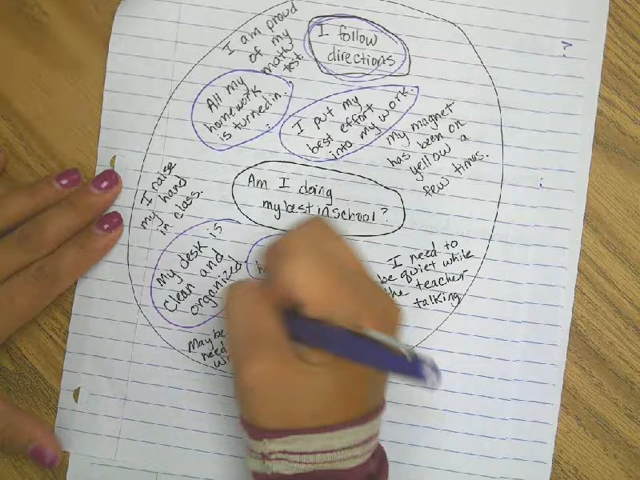 I am proud
of my
math
test
I follow
directions
All my
homework
is turned in.
I put my
best effort
into my work.
My magnet
has been on
yellow a
few times.
I raise
my hand
in class.
Am I doing
my best in school?
My desk is
clean and
organized
I need to
be quiet while
the teacher
talking.
Maybe
need